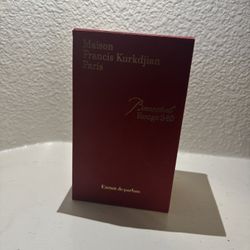 Maison
Francis Kurkdjian
Paris
Baccarat
Rouge 540
Extrait de parfum